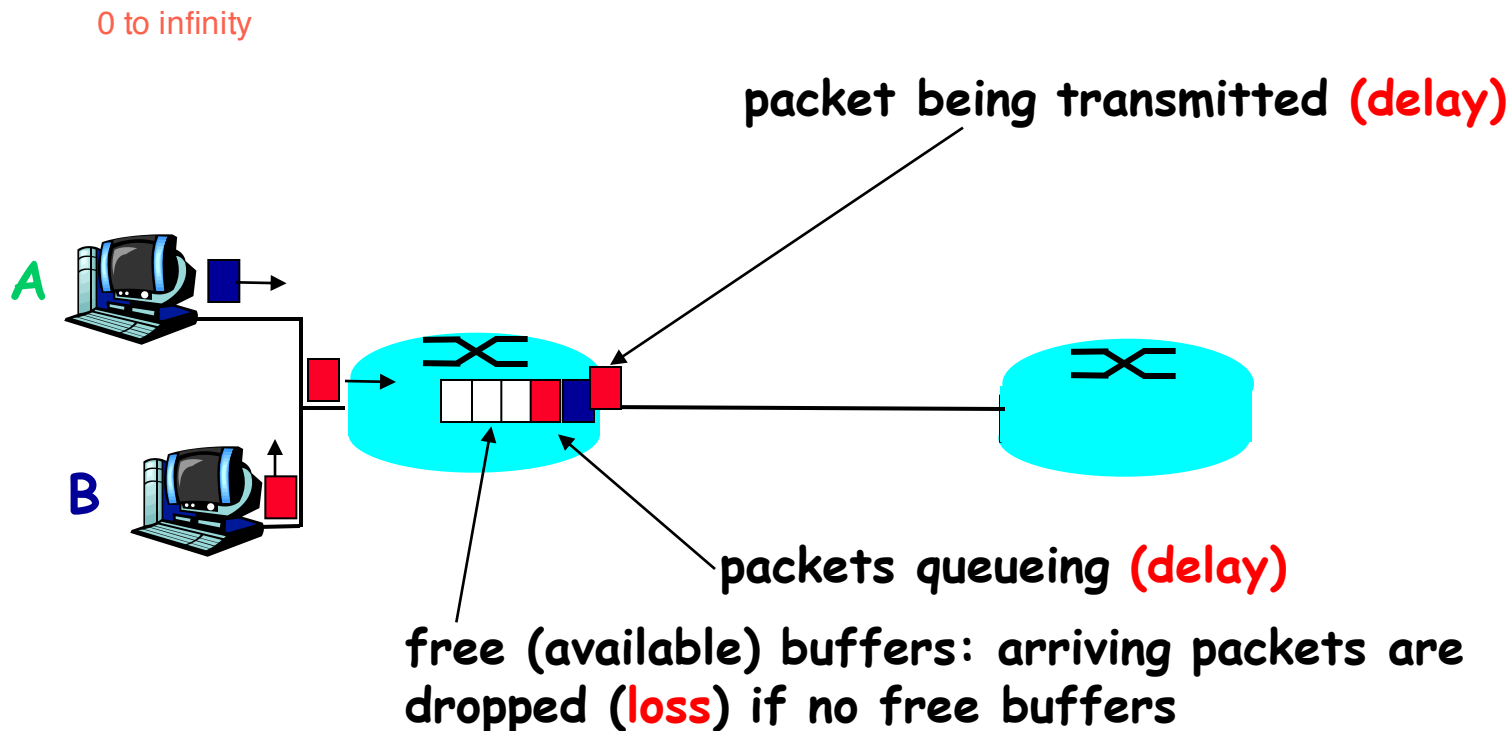 0 to infinity
packet being transmitted (delay)
A
B
packets queueing (delay)
free (available) buffers: arriving packets are
dropped (loss) if no free buffers